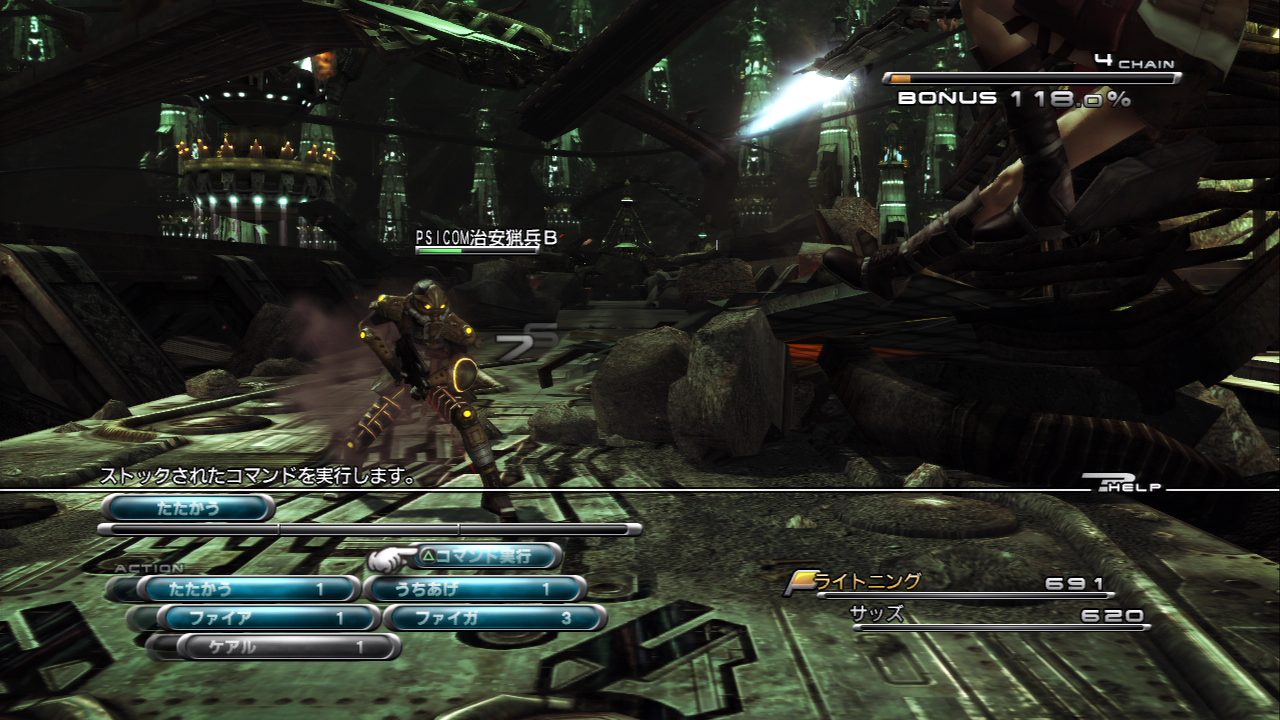 4 CHAIN
BONUS 118.0%
PSICOM治安猟兵B
75
ストックされたコマンドを実行します。
HELP
たたかう
△コマンド実行
ACTION
たたかう 1 うちあげ 1
ファイア 1 ファイガ 3
ケアル 1
ライトニング 691
サッズ 620